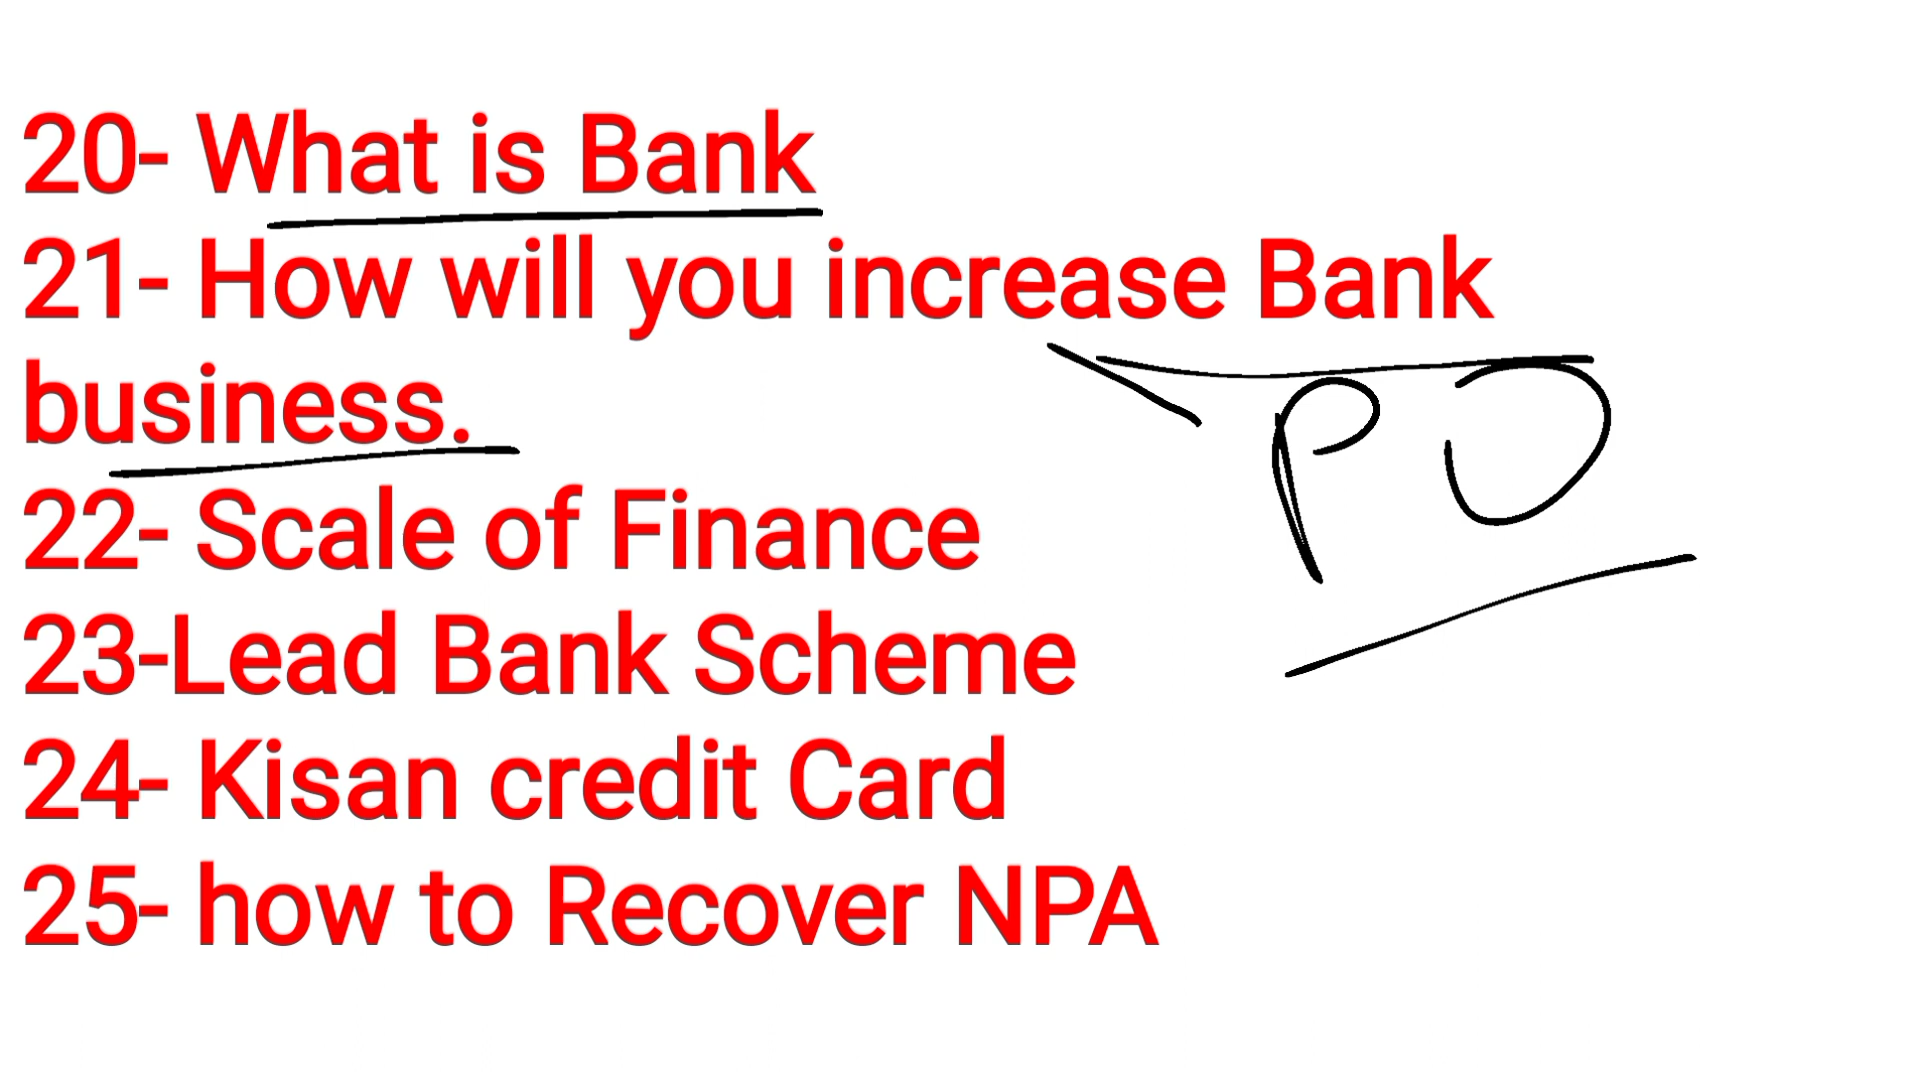 20- What is Bank
21- How will you increase Bank
business.
PO
22- Scale of Finance
23-Lead Bank Scheme
24- Kisan credit Card
25- how to Recover NPA